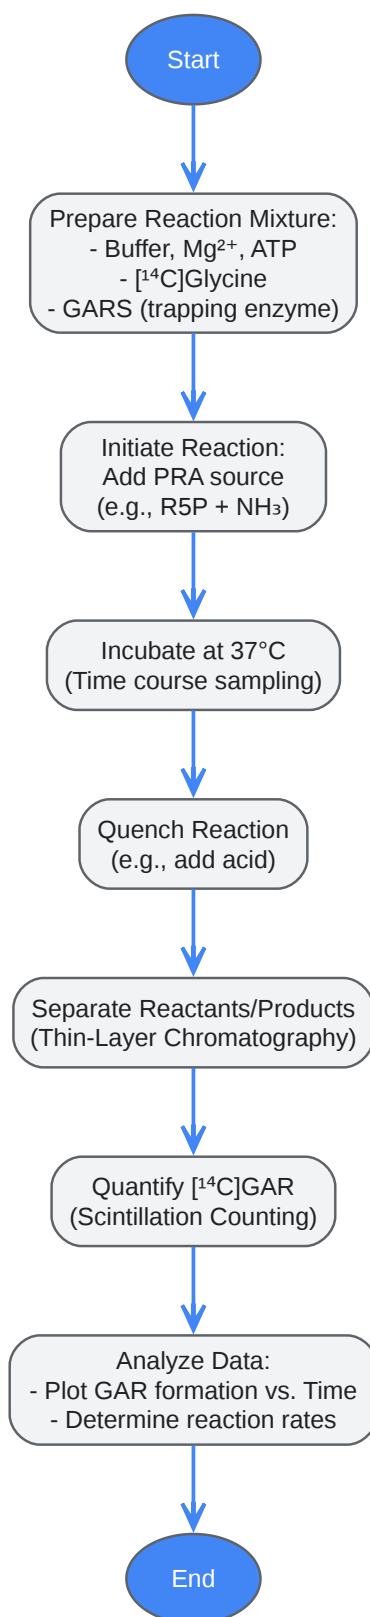 Start
Prepare Reaction Mixture:
- Buffer, Mg²⁺, ATP
- [¹⁴C]Glycine
- GARS (trapping enzyme)
Initiate Reaction:
Add PRA source
(e.g., R5P + NH₃)
Incubate at 37°C
(Time course sampling)
Quench Reaction
(e.g., add acid)
Separate Reactants/Products
(Thin-Layer Chromatography)
Quantify [¹⁴C]GAR
(Scintillation Counting)
Analyze Data:
- Plot GAR formation vs. Time
- Determine reaction rates
End